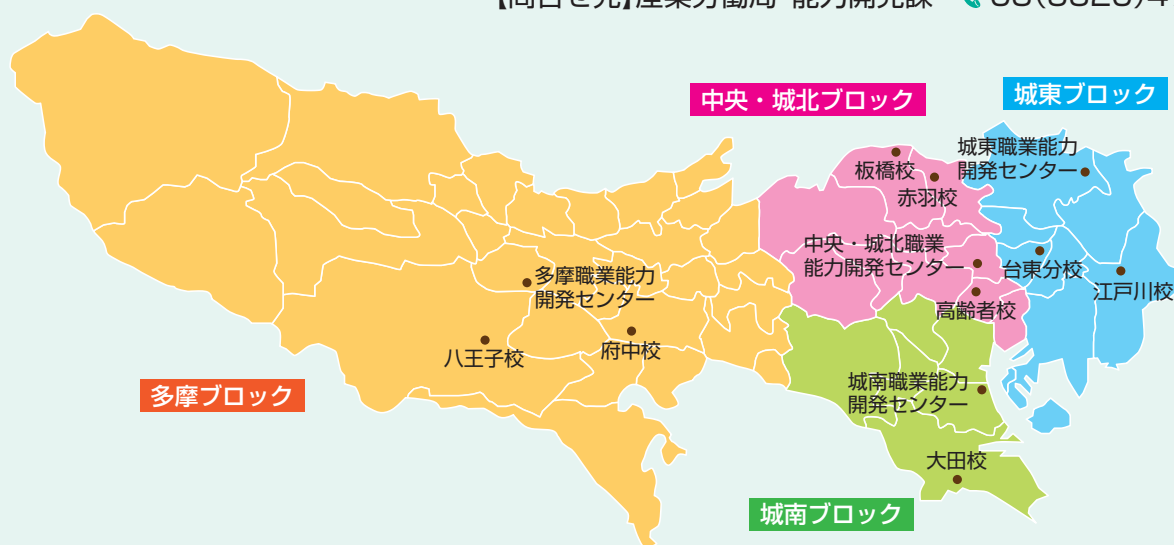 中央・城北ブロック
城東ブロック
城東職業能力
開発センター
板橋校
赤羽校
中央・城北職業
能力開発センター
台東分校
江戸川校
高齢者校
多摩職業能力
開発センター
府中校
八王子校
城南職業能力
開発センター
多摩ブロック
大田校
城南ブロック